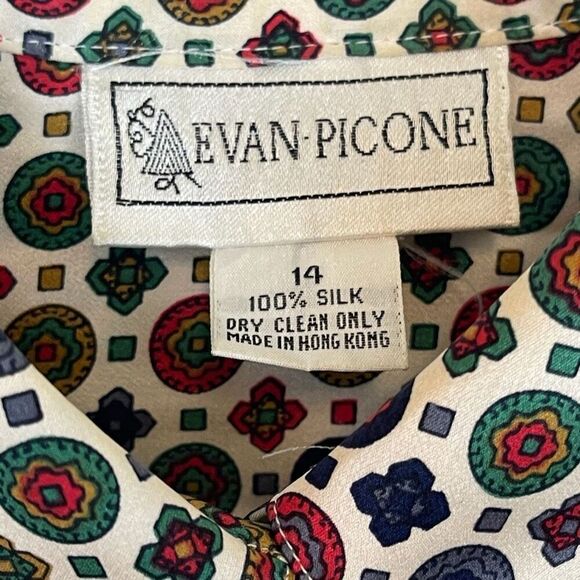 EVAN-PICONE
14
100% SILK
DRY CLEAN ONLY
MADE IN HONG KONG